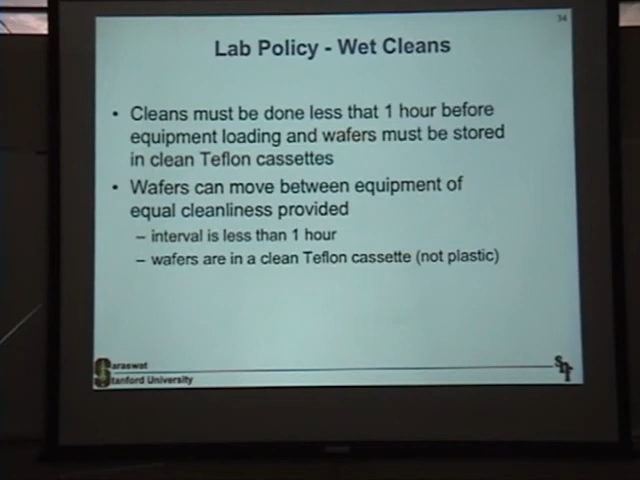 34
Lab Policy - Wet Cleans
• Cleans must be done less that 1 hour before
equipment loading and wafers must be stored
in clean Teflon cassettes
• Wafers can move between equipment of
equal cleanliness provided
– interval is less than 1 hour
– wafers are in a clean Teflon cassette (not plastic)
Saraswat
Stanford University